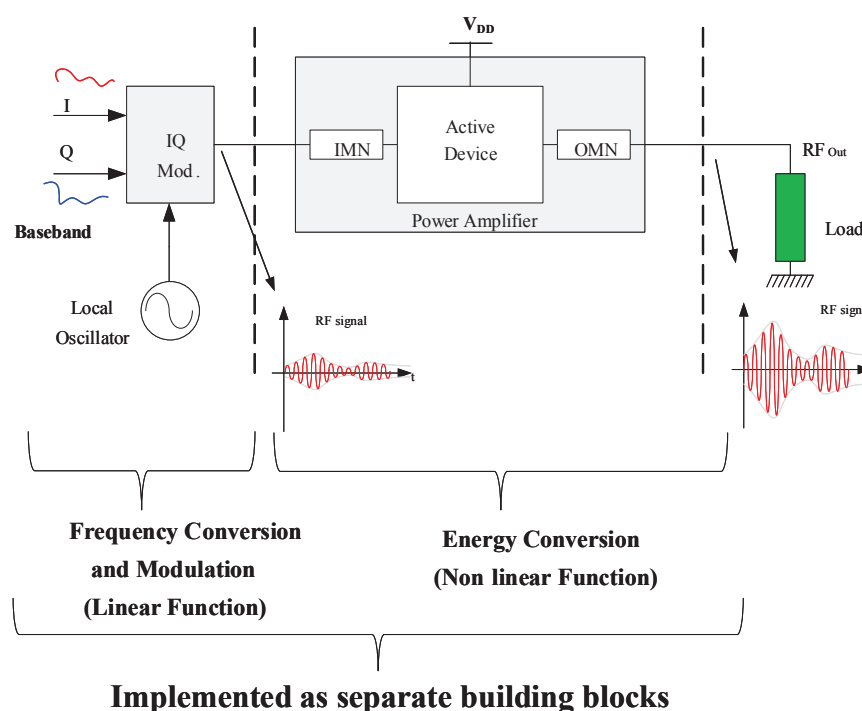 V_DD
I
Q
Baseband
IQ
Mod .
Local
Oscillator
IMN
Active
Device
OMN
Power Amplifier
RF Out
Load
RF signal
t
RF sign
Frequency Conversion
and Modulation
(Linear Function)
Energy Conversion
(Non linear Function)
Implemented as separate building blocks